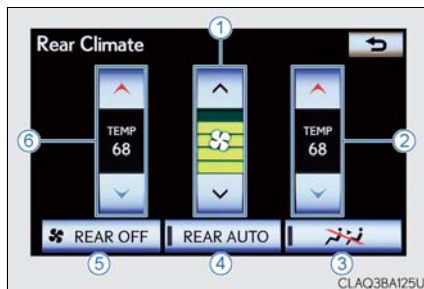 1
Rear Climate
6
TEMP
68
TEMP
68
2
REAR OFF
REAR AUTO
5
4
3
CLAQ3BA125U